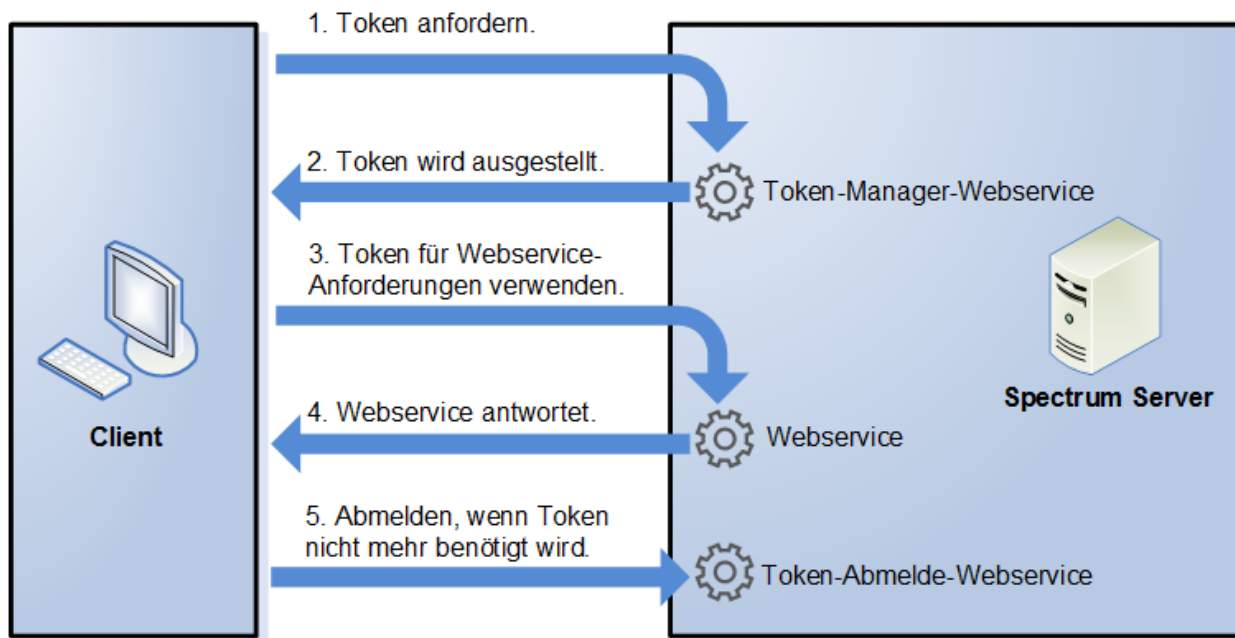 1. Token anfordern.
2. Token wird ausgestellt.
Token-Manager-Webservice
3. Token für Webservice-
Anforderungen verwenden.
Client
Spectrum Server
4. Webservice antwortet.
Webservice
5. Abmelden, wenn Token
nicht mehr benötigt wird.
Token-Abmelde-Webservice